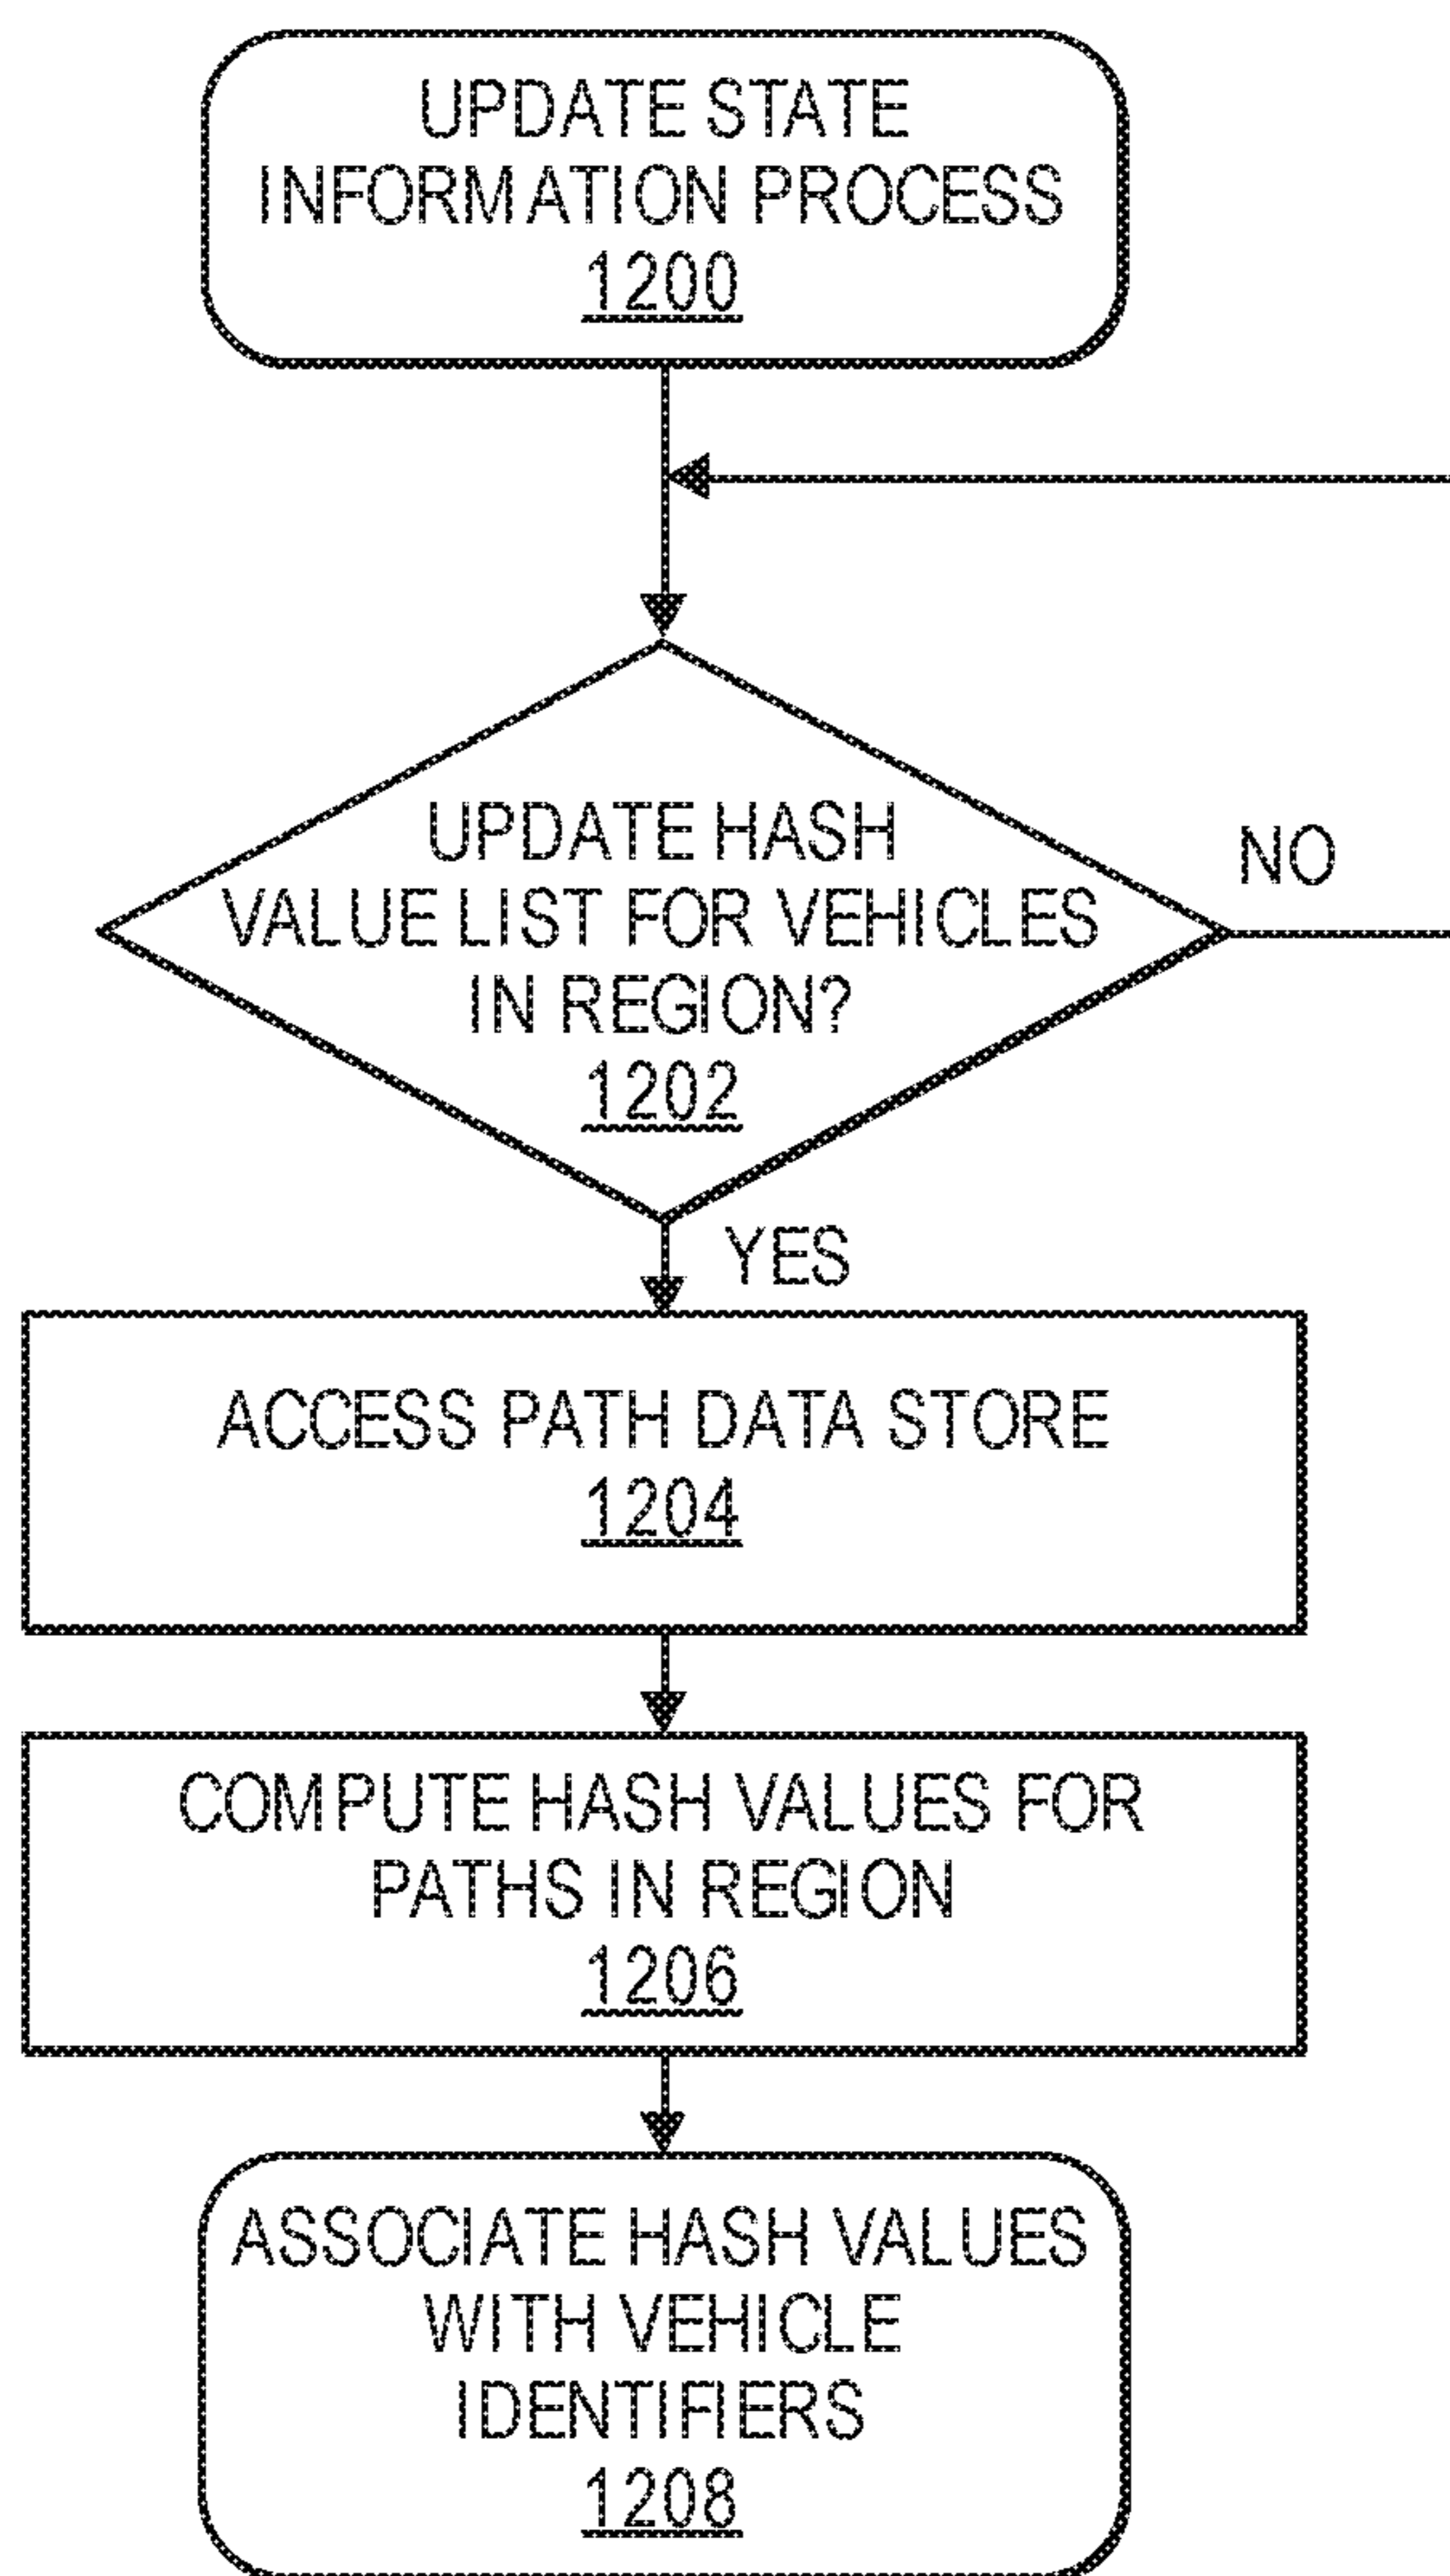 UPDATE STATE
INFORMATION PROCESS
1200
UPDATE HASH
VALUE LIST FOR VEHICLES
IN REGION?
1202
NO
YES
ACCESS PATH DATA STORE
1204
COMPUTE HASH VALUES FOR
PATHS IN REGION
1206
ASSOCIATE HASH VALUES
WITH VEHICLE
IDENTIFIERS
1208